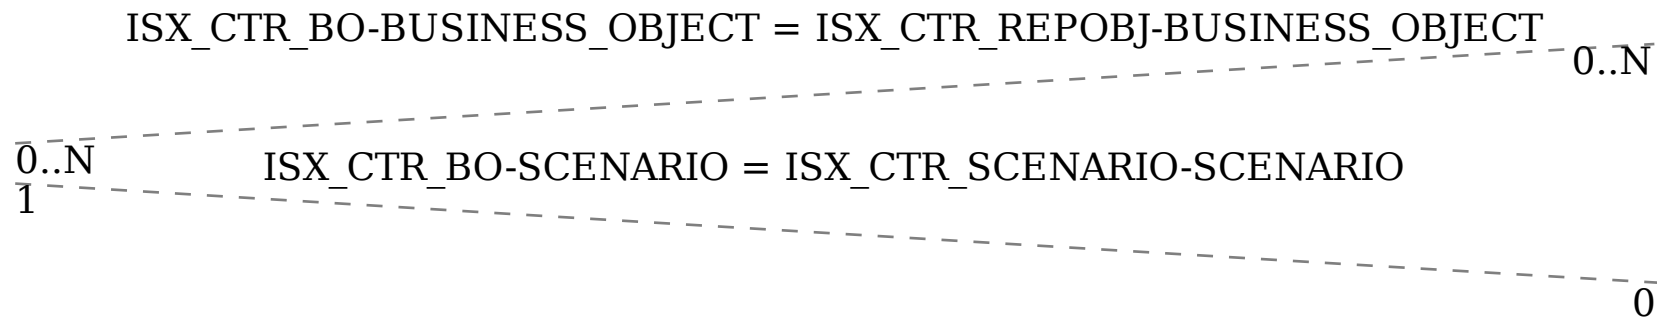 ISX_CTR_BO-BUSINESS_OBJECT = ISX_CTR_REPOBJ-BUSINESS_OBJECT
0..N
0..N
ISX_CTR_BO-SCENARIO = ISX_CTR_SCENARIO-SCENARIO
1
0